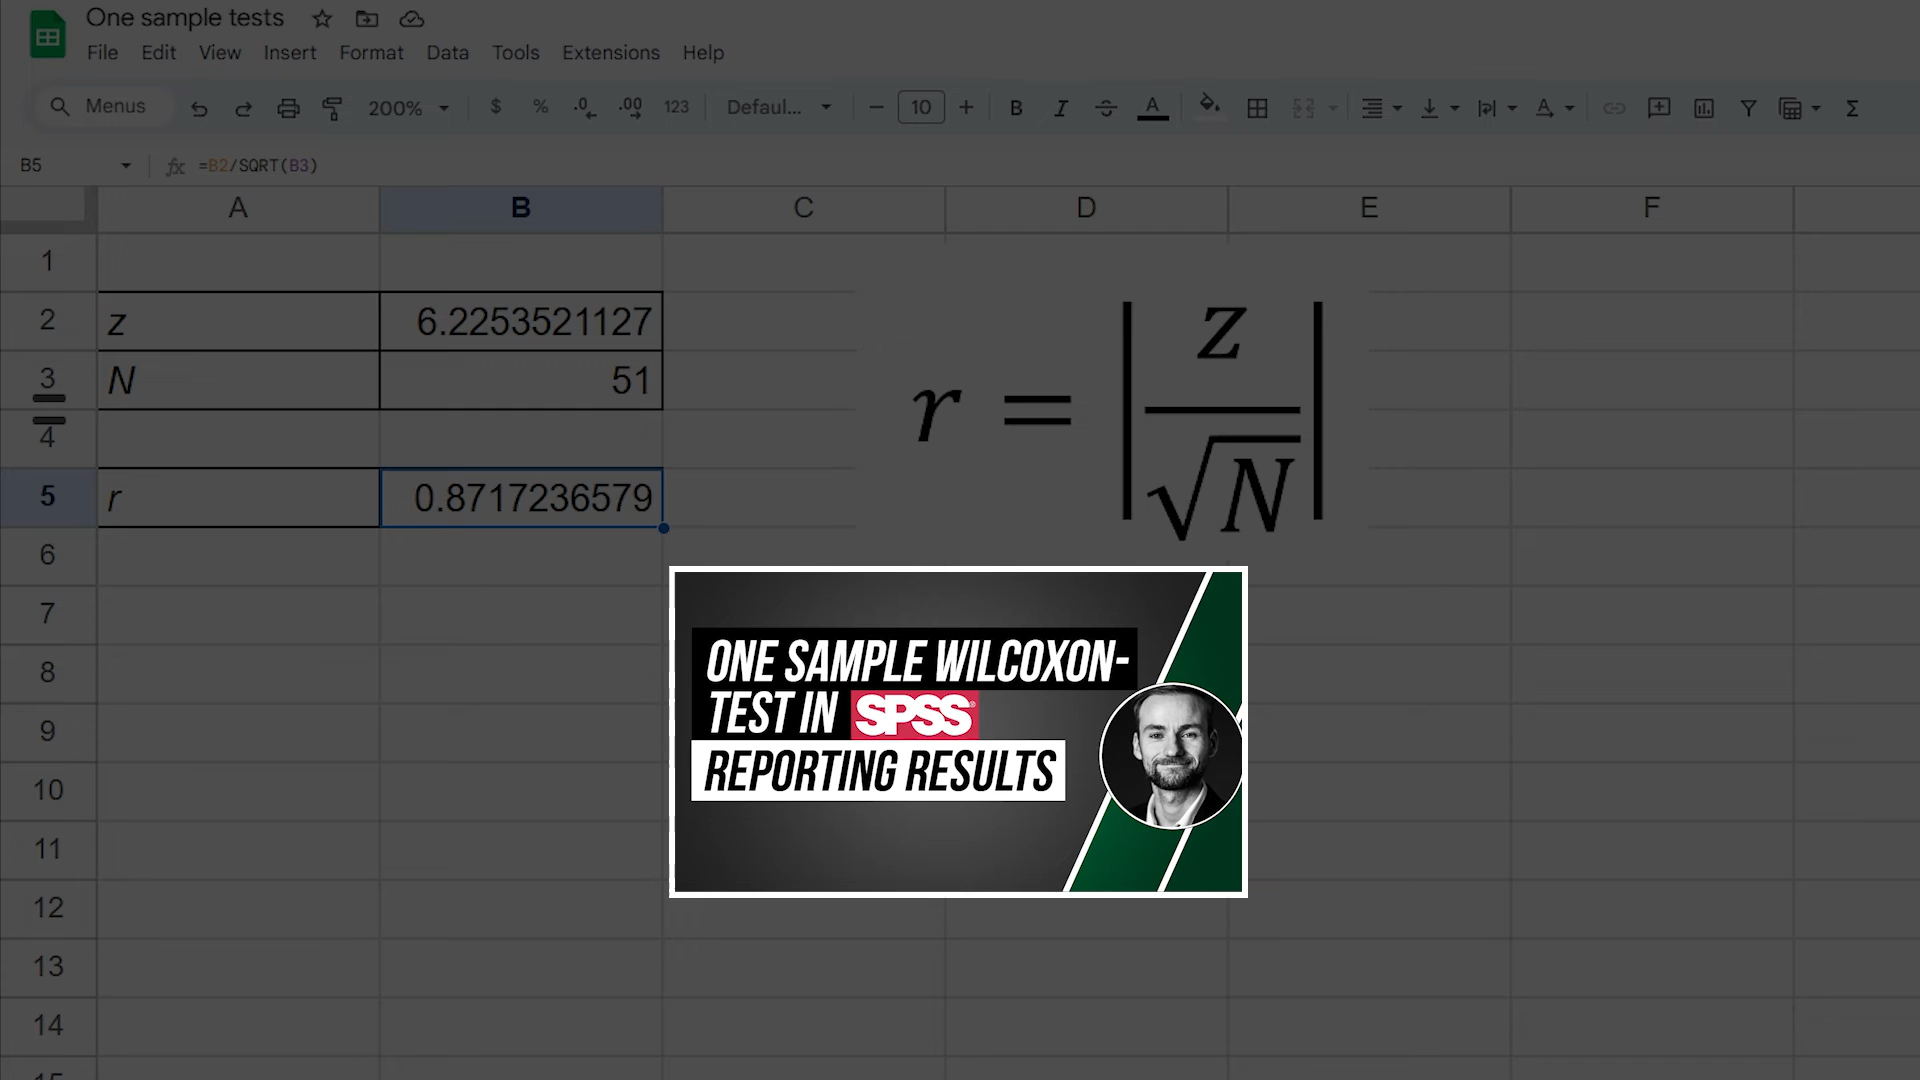 One sample tests
File Edit View Insert Format Data Tools Extensions Help
Menus 200% $ % .0 .00 123 Defaul... 10 B I A Σ
B5 fx =B2/SQRT(B3)
A B C D E F
1
2 z 6.2253521127
3 N 51
4
5 r 0.8717236579
6
7
8
9
10
11
12
13
14
15
r = |z/√N|
ONE SAMPLE WILCOXON-
TEST IN SPSS®
REPORTING RESULTS